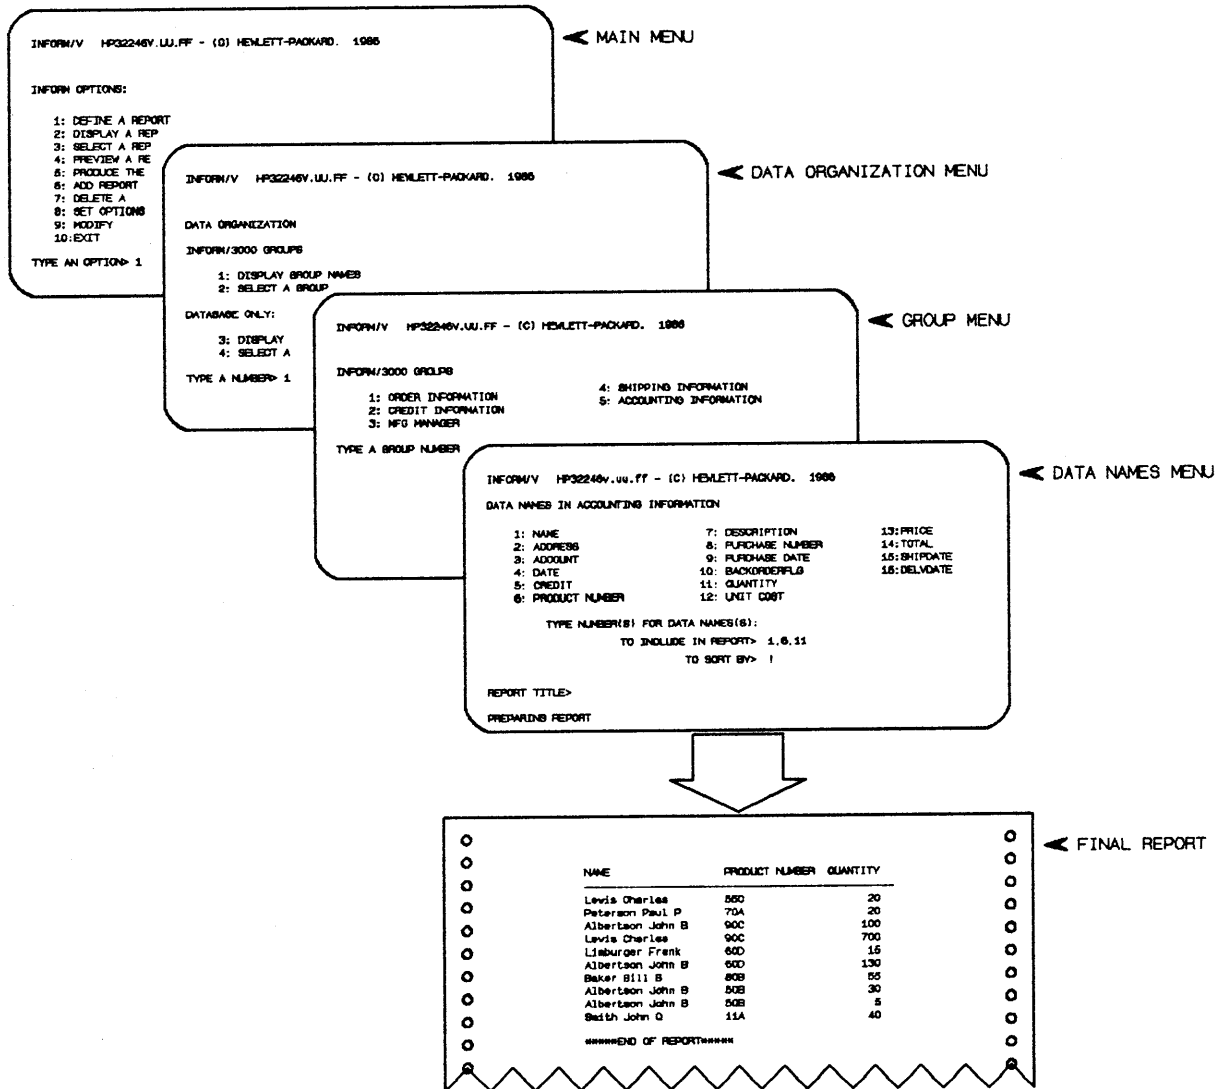 MAIN MENU
INFORM/V HP32246V.UU.FF - (C) HEWLETT-PACKARD. 1986
INFORM OPTIONS:
1: DEFINE A REPORT
2: DISPLAY A REP
3: SELECT A REP
4: PREVIEW A RE
5: PRODUCE THE
6: ADD REPORT
7: DELETE A
8: SET OPTIONS
9: MODIFY
10:EXIT
TYPE AN OPTION> 1
DATA ORGANIZATION MENU
INFORM/V HP32246V.UU.FF - (C) HEWLETT-PACKARD. 1986
DATA ORGANIZATION
INFORM/3000 GROUPS
1: DISPLAY GROUP NAMES
2: SELECT A GROUP
DATABASE ONLY:
3: DISPLAY
4: SELECT A
TYPE A NUMBER> 1
GROUP MENU
INFORM/V HP32246V.UU.FF - (C) HEWLETT-PACKARD. 1986
INFORM/3000 GROUPS
1: ORDER INFORMATION
2: CREDIT INFORMATION
3: MFG MANAGER
4: SHIPPING INFORMATION
5: ACCOUNTING INFORMATION
TYPE A GROUP NUMBER
DATA NAMES MENU
INFORM/V HP32246v.uu.ff - (C) HEWLETT-PACKARD. 1986
DATA NAMES IN ACCOUNTING INFORMATION
1: NAME
2: ADDRESS
3: ACCOUNT
4: DATE
5: CREDIT
6: PRODUCT NUMBER
7: DESCRIPTION
8: PURCHASE NUMBER
9: PURCHASE DATE
10: BACKORDERFLG
11: QUANTITY
12: UNIT COST
13:PRICE
14:TOTAL
15:SHIPDATE
16:DELVDATE
TYPE NUMBER(S) FOR DATA NAMES(S):
TO INCLUDE IN REPORT> 1,6,11
TO SORT BY> !
REPORT TITLE>
PREPARING REPORT
FINAL REPORT
NAME PRODUCT NUMBER QUANTITY
Lewis Charles 20
Peterson Paul P 70A 20
Albertson John B 90C 100
Lewis Charles 90C 700
Limburger Frank 60D 15
Albertson John B 60D 130
Baker Bill B 55
Albertson John B 50B 30
Albertson John B 50B 5
Smith John Q 11A 40
*****END OF REPORT*****